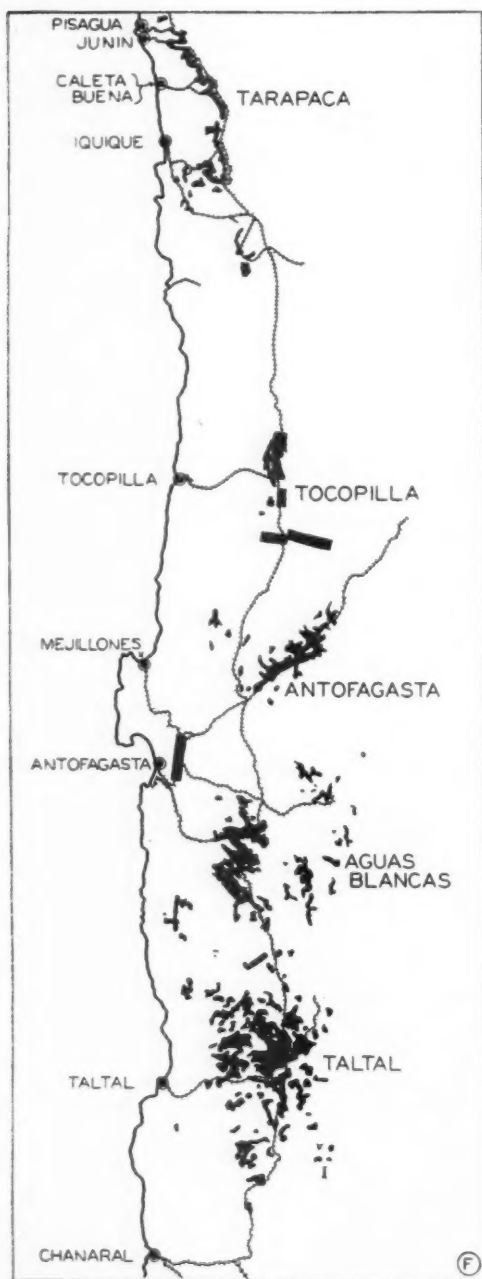 PISAGUA
JUNIN
CALETA
BUENA
TARAPACA
IQUIQUE
TOCOPILLA
TOCOPILLA
MEJILLONES
ANTOFAGASTA
ANTOFAGASTA
AGUAS
BLANCAS
TALTAL
TALTAL
CHANARAL
F